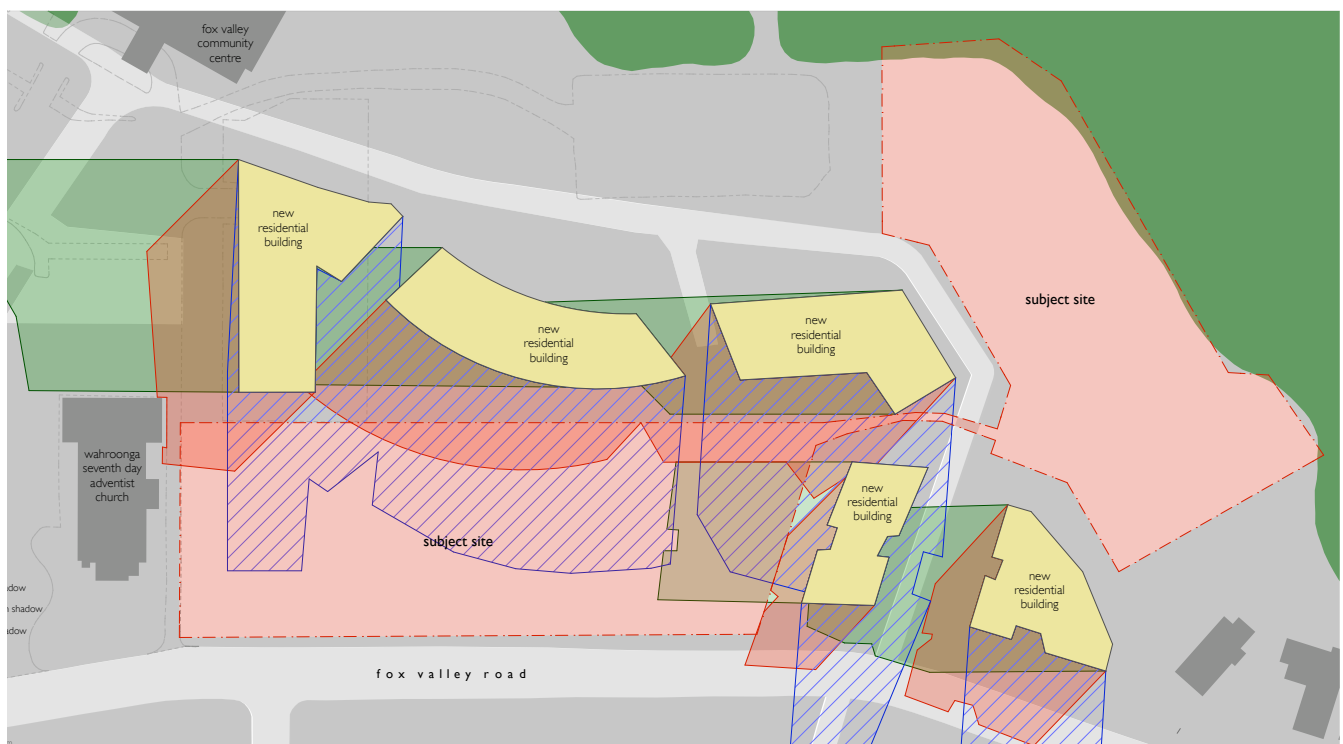 fox valley
community
centre
new
residential
building
new
residential
building
new
residential
building
subject site
wahroonga
seventh day
adventist
church
new
residential
building
subject site
new
residential
building
shadow
fox valley road